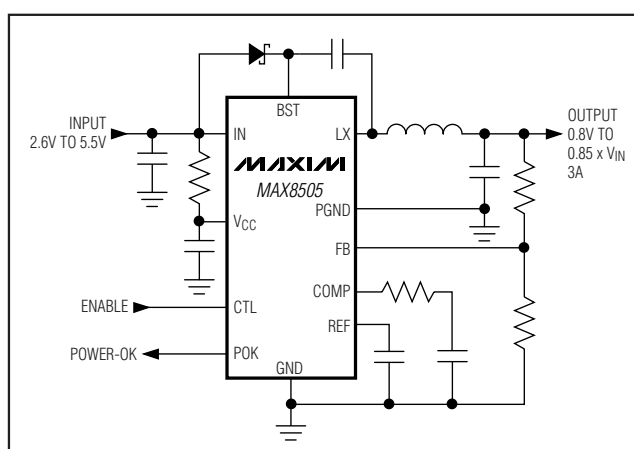 BST
INPUT
2.6V TO 5.5V
IN
LX
OUTPUT
0.8V TO
0.85 x VIN
3A
MAXIM
MAX8505
VCC
PGND
FB
COMP
ENABLE
CTL
REF
POWER-OK
POK
GND